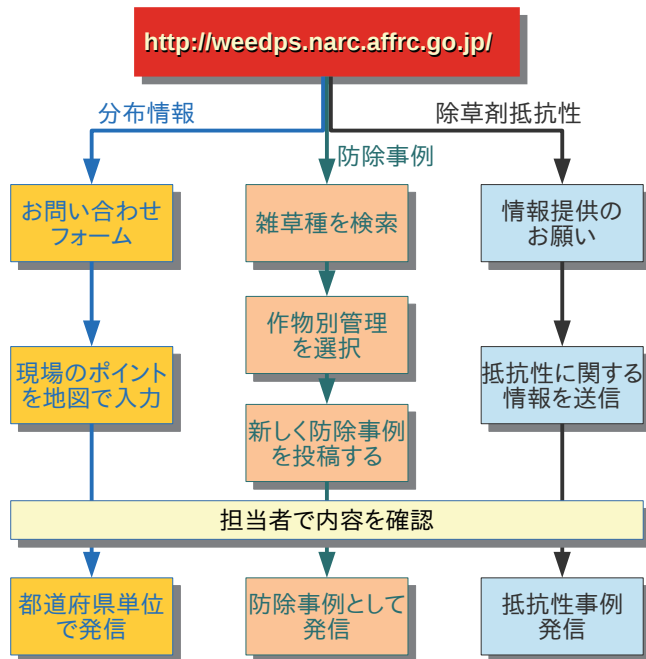 http://weedps.narc.affrc.go.jp/
分布情報
除草剤抵抗性
防除事例
お問い合わせ
フォーム
雑草種を検索
情報提供の
お願い
作物別管理
を選択
現場のポイント
を地図で入力
抵抗性に関する
情報を送信
新しく防除事例
を投稿する
担当者で内容を確認
都道府県単位
で発信
防除事例として
発信
抵抗性事例
発信